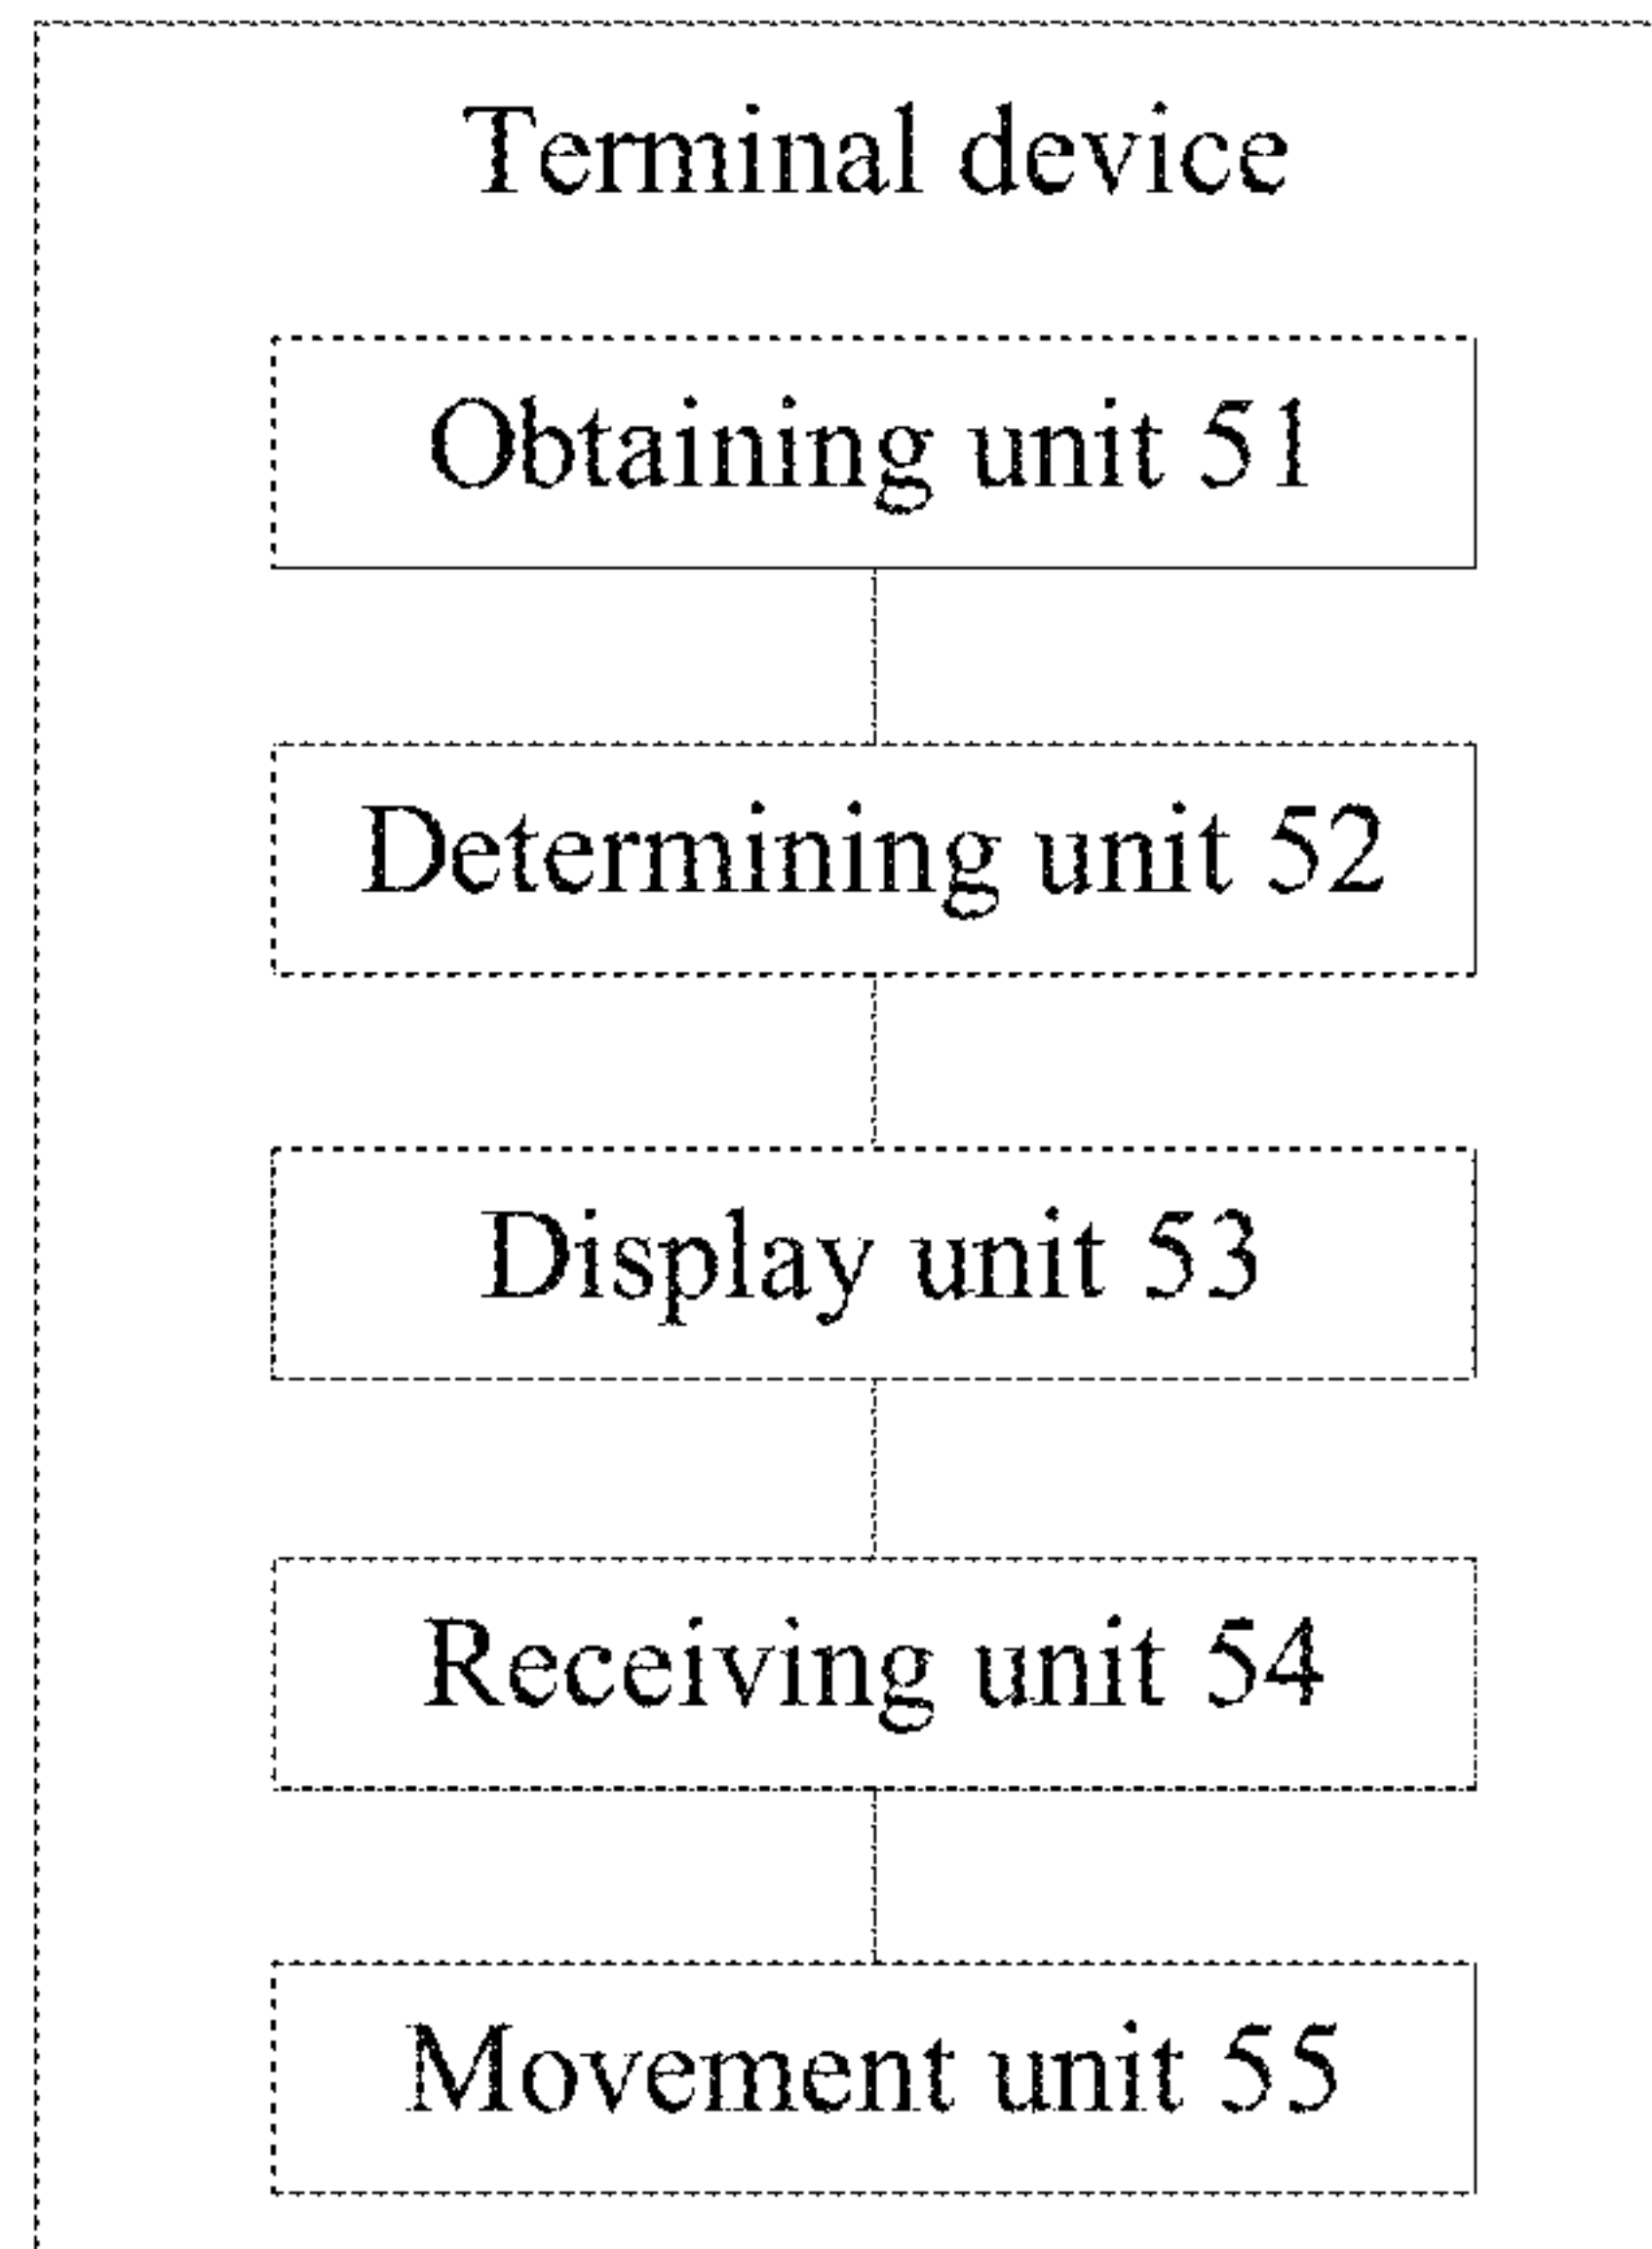 Terminal device
Obtaining unit 51
Determining unit 52
Display unit 53
Receiving unit 54
Movement unit 55